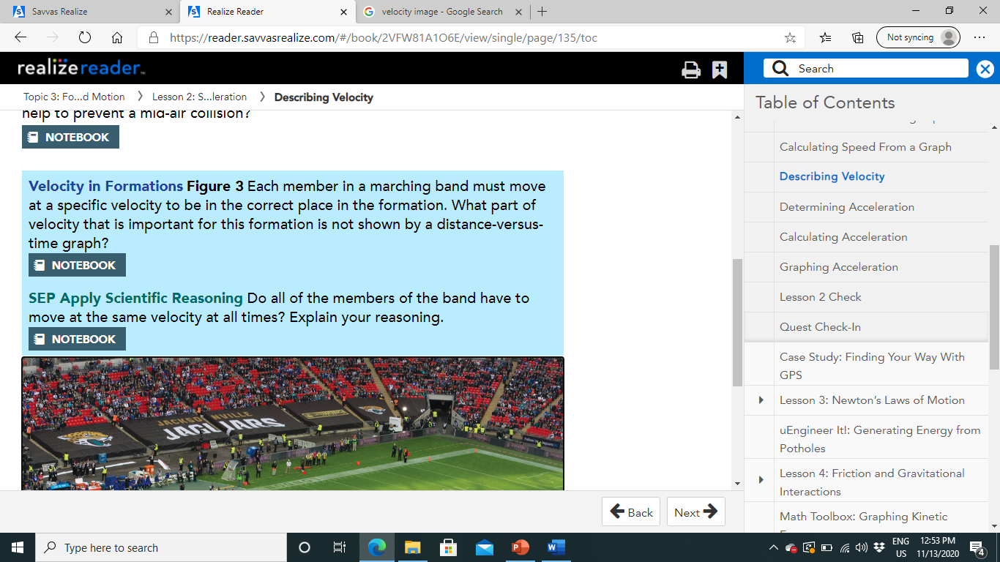 Savvas Realize
Realize Reader
velocity image - Google Search
https://reader.savvasrealize.com/#/book/2VFW81A1O6E/view/single/page/135/toc
Not syncing
realizereader™
Search
Topic 3: Fo...d Motion
Lesson 2: S...leration
Describing Velocity
help to prevent a mid-air collision?
NOTEBOOK
Velocity in Formations Figure 3 Each member in a marching band must move
at a specific velocity to be in the correct place in the formation. What part of
velocity that is important for this formation is not shown by a distance-versus-
time graph?
NOTEBOOK
SEP Apply Scientific Reasoning Do all of the members of the band have to
move at the same velocity at all times? Explain your reasoning.
NOTEBOOK
JACKSONVILLE
JAGUARS
Back
Next
Table of Contents
Calculating Speed From a Graph
Describing Velocity
Determining Acceleration
Calculating Acceleration
Graphing Acceleration
Lesson 2 Check
Quest Check-In
Case Study: Finding Your Way With
GPS
Lesson 3: Newton's Laws of Motion
uEngineer It!: Generating Energy from
Potholes
Lesson 4: Friction and Gravitational
Interactions
Math Toolbox: Graphing Kinetic
Type here to search
ENG
US
12:53 PM
11/13/2020
4